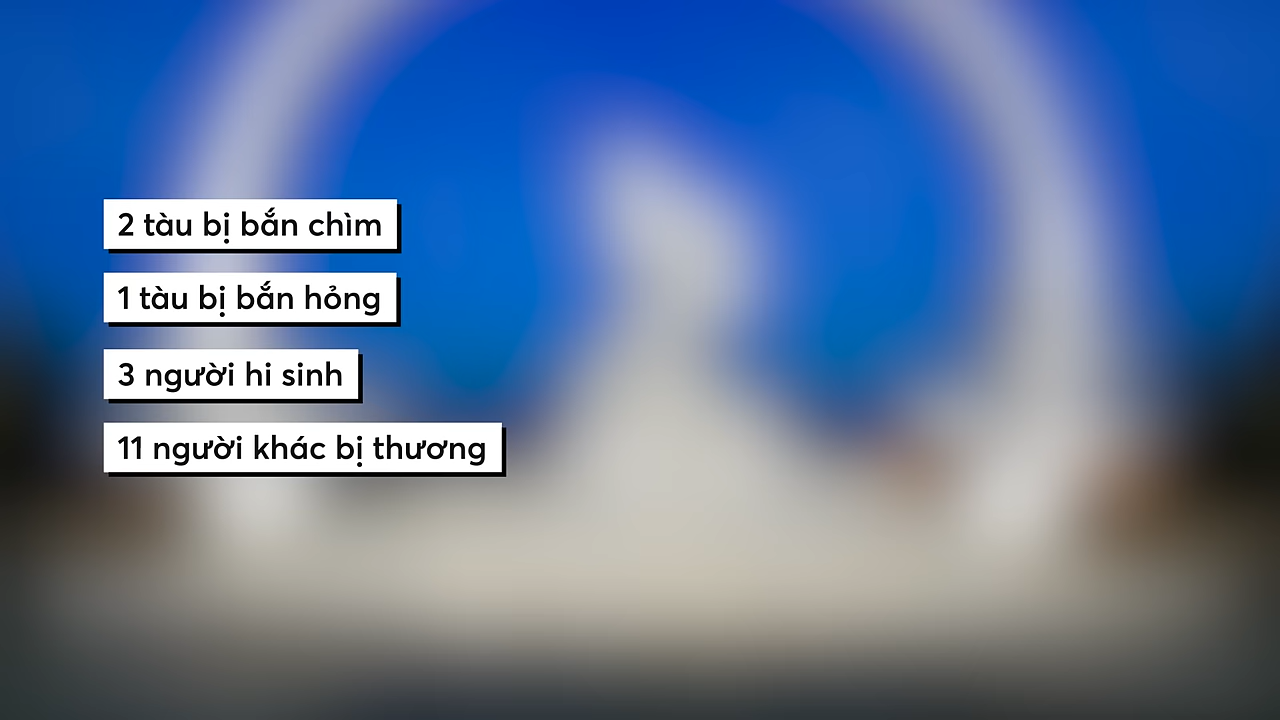 2 tàu bị bắn chìm
1 tàu bị bắn hỏng
3 người hi sinh
11 người khác bị thương